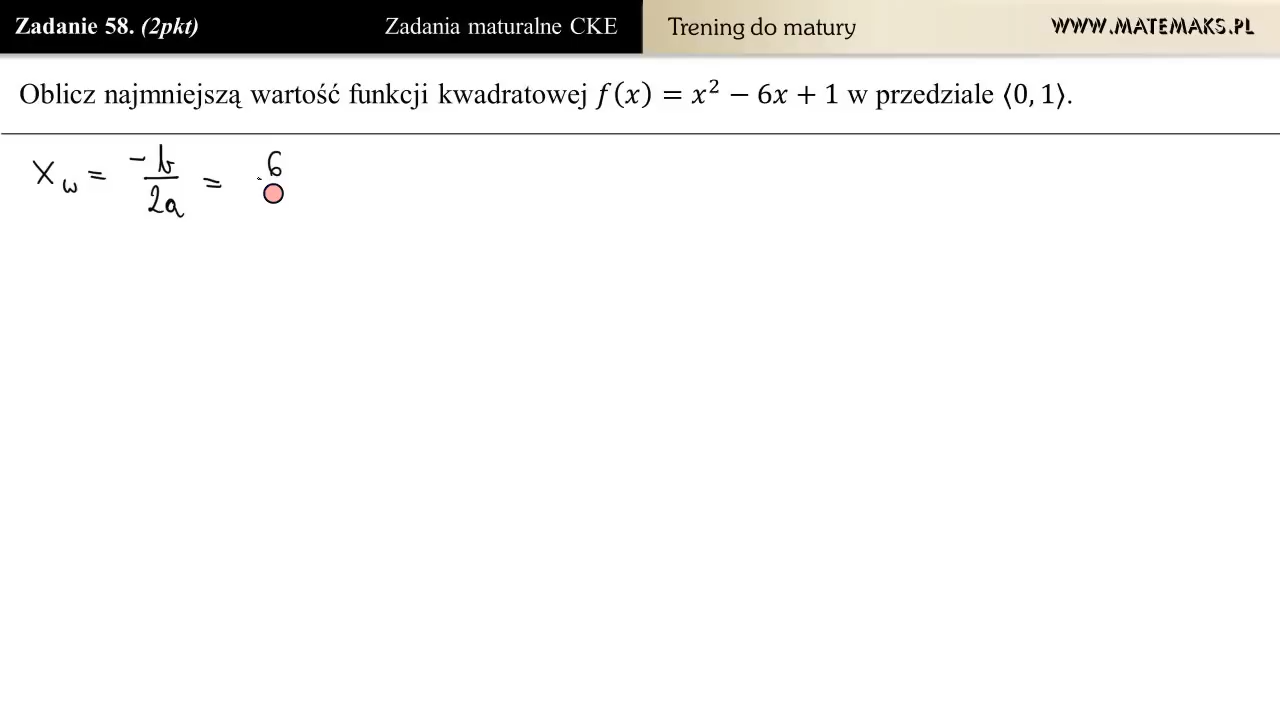 Zadanie 58. (2pkt) Zadania maturalne CKE Trening do matury WWW.MATEMAKS.PL
Oblicz najmniejszą wartość funkcji kwadratowej f(x) = x² − 6x + 1 w przedziale ⟨0, 1⟩.
x_w = -b/2a = 6